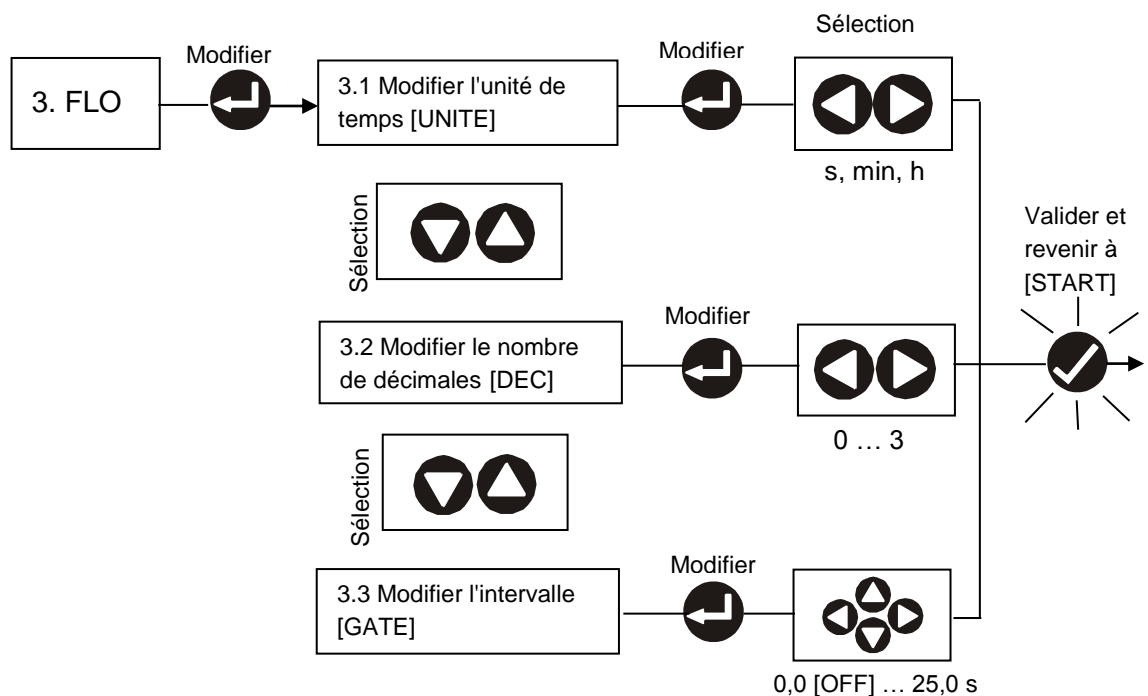 Sélection
Modifier
Modifier
3. FLO
3.1 Modifier l'unité de
temps [UNITE]
s, min, h
Sélection
Valider et
revenir à
[START]
Modifier
3.2 Modifier le nombre
de décimales [DEC]
0 … 3
Sélection
Modifier
3.3 Modifier l'intervalle
[GATE]
0,0 [OFF] … 25,0 s